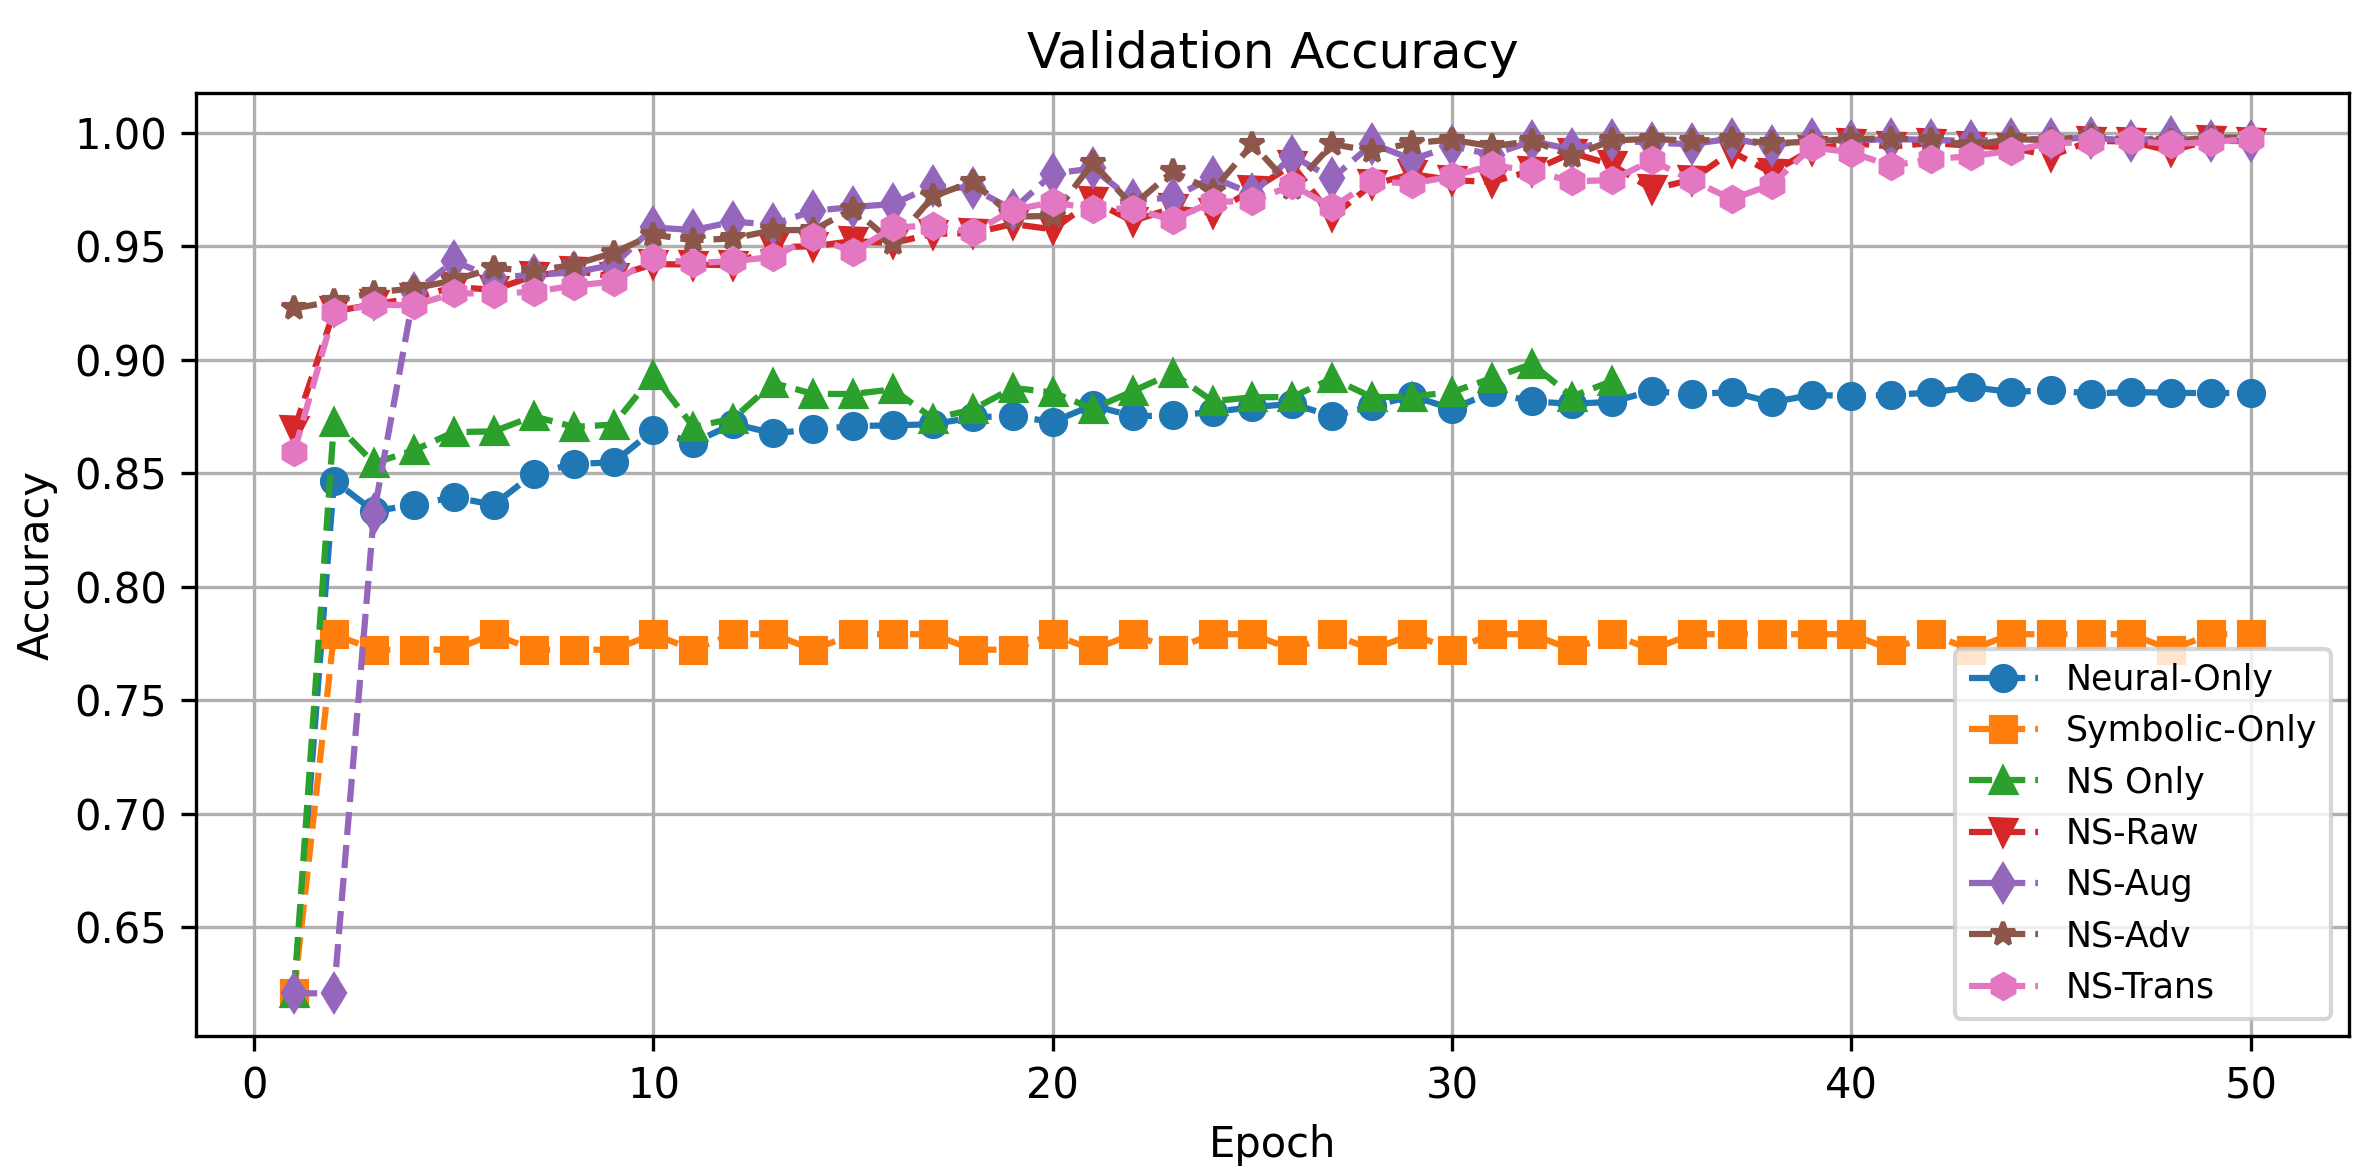 Validation Accuracy
1.00
0.95
0.90
0.85
0.80
0.75
0.70
0.65
Accuracy
0 10 20 30 40 50
Epoch
Neural-Only
Symbolic-Only
NS Only
NS-Raw
NS-Aug
NS-Adv
NS-Trans